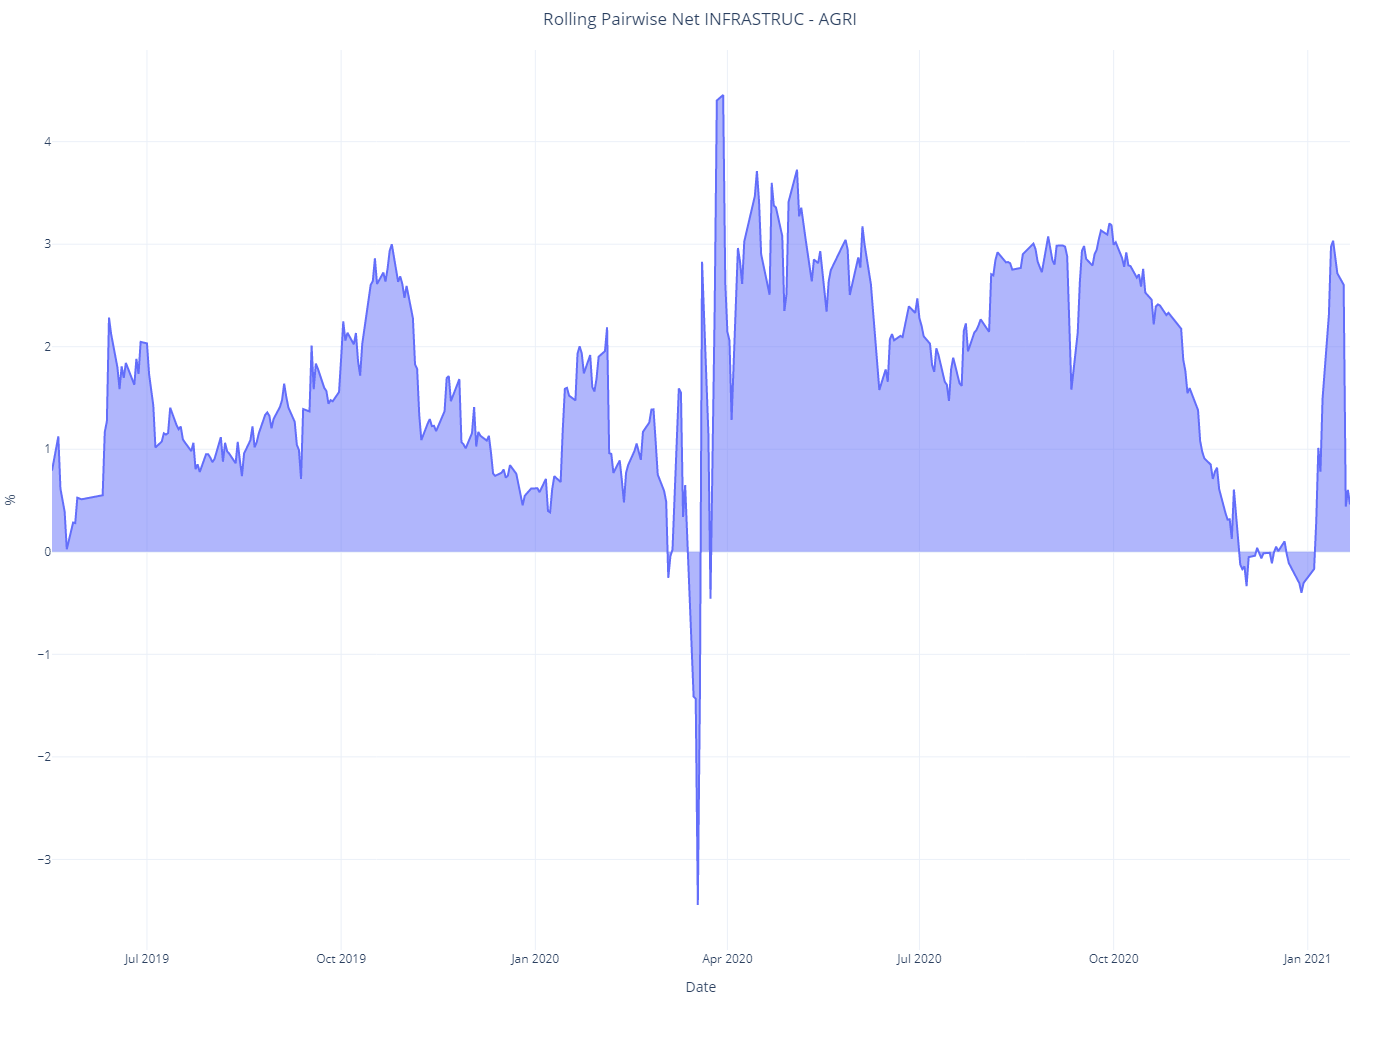 Rolling Pairwise Net INFRASTRUC - AGRI
4
3
2
1
0
−1
−2
−3
%
Jul 2019
Oct 2019
Jan 2020
Apr 2020
Jul 2020
Oct 2020
Jan 2021
Date